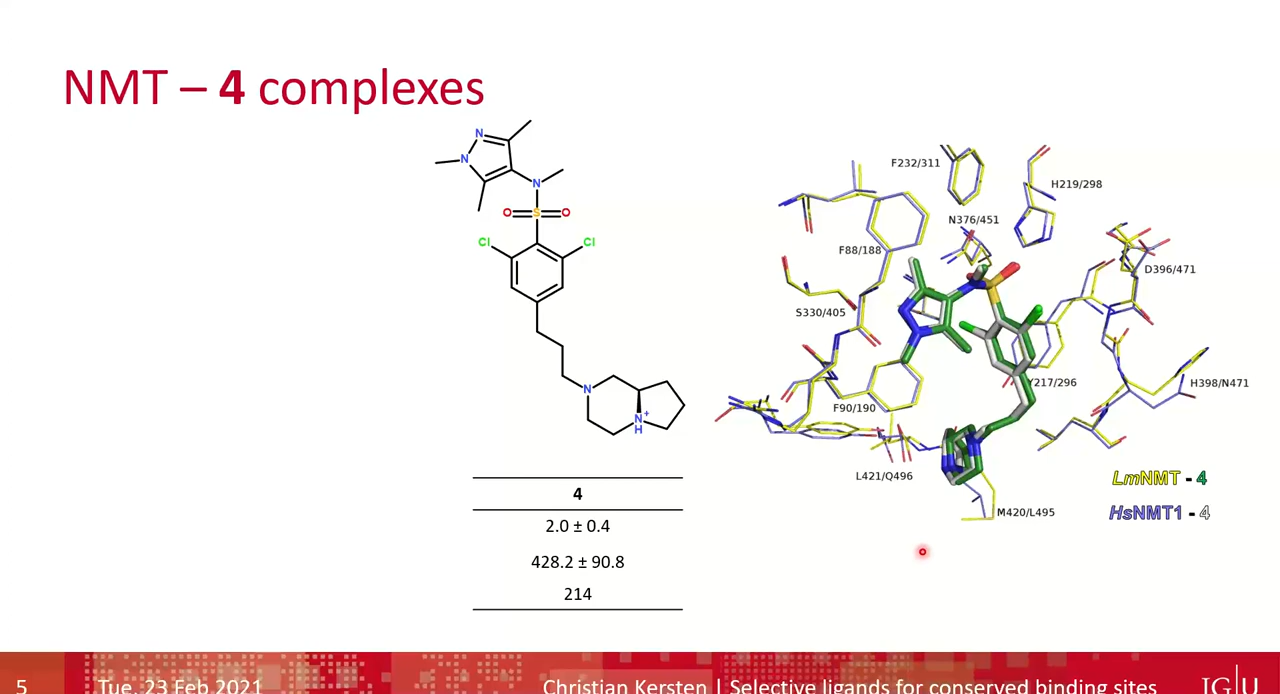 NMT – 4 complexes
N
N
N
O
S
O
Cl
Cl
N
N+
H
4
2.0 ± 0.4
428.2 ± 90.8
214
F232/311
H219/298
N376/451
F88/188
D396/471
S330/405
Y217/296
H398/N471
F90/190
L421/Q496
M420/L495
LmNMT - 4
HsNMT1 - 4
5
Tue, 23 Feb 2021
Christian Kersten | Selective ligands for conserved binding sites
JG|U